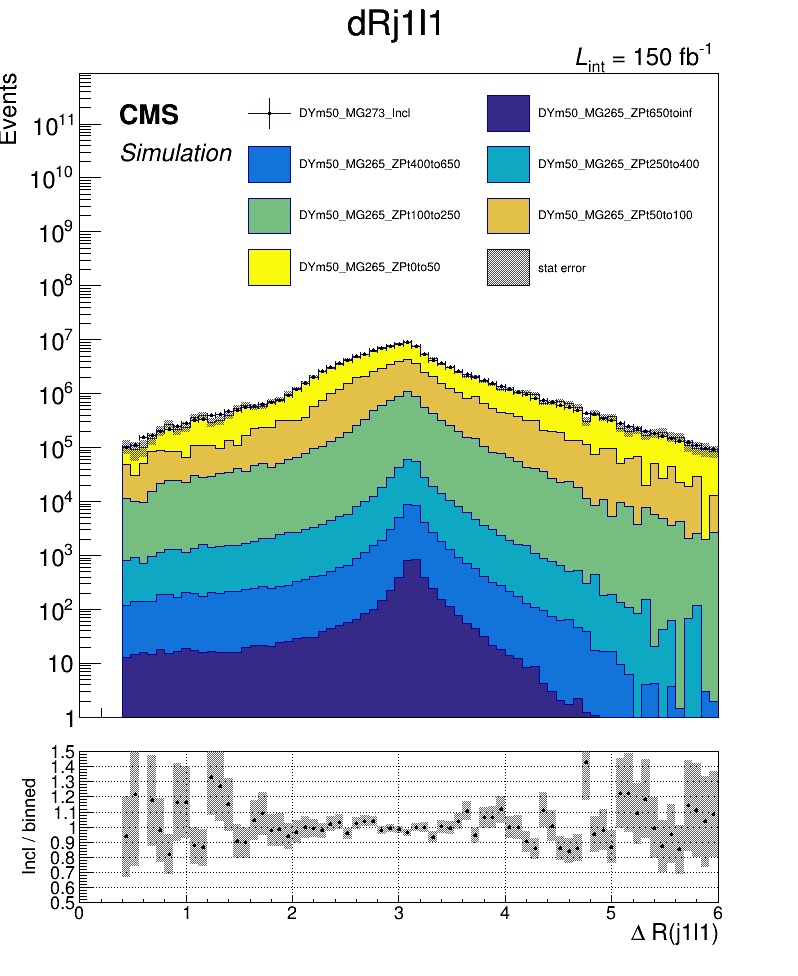 dRj1l1
L_int = 150 fb^-1
Events
CMS
Simulation
DYm50_MG273_Incl
DYm50_MG265_ZPt650toinf
DYm50_MG265_ZPt400to650
DYm50_MG265_ZPt250to400
DYm50_MG265_ZPt100to250
DYm50_MG265_ZPt50to100
DYm50_MG265_ZPt0to50
stat error
10^11
10^10
10^9
10^8
10^7
10^6
10^5
10^4
10^3
10^2
10
1
Incl / binned
1.5
1.4
1.3
1.2
1.1
1
0.9
0.8
0.7
0.6
0.5
0 1 2 3 4 5 6
Δ R(j1l1)